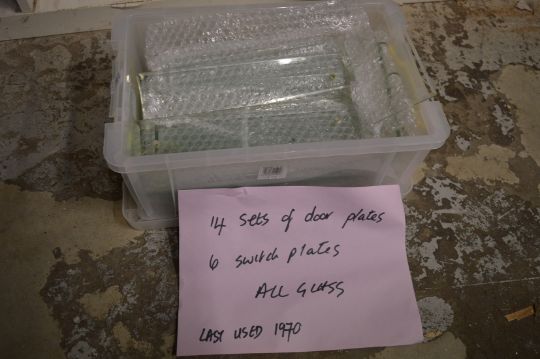 14 sets of door plates
6 switch plates
ALL GLASS
LAST USED 1970